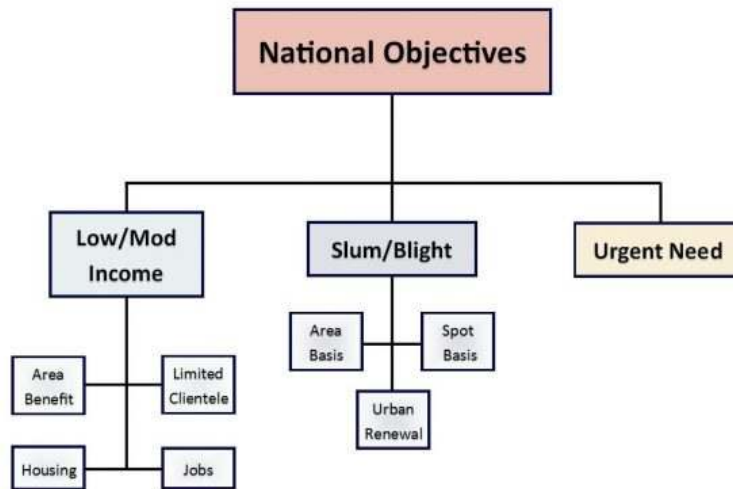 National Objectives
Low/Mod
Income
Slum/Blight
Urgent Need
Area
Benefit
Limited
Clientele
Housing
Jobs
Area
Basis
Spot
Basis
Urban
Renewal